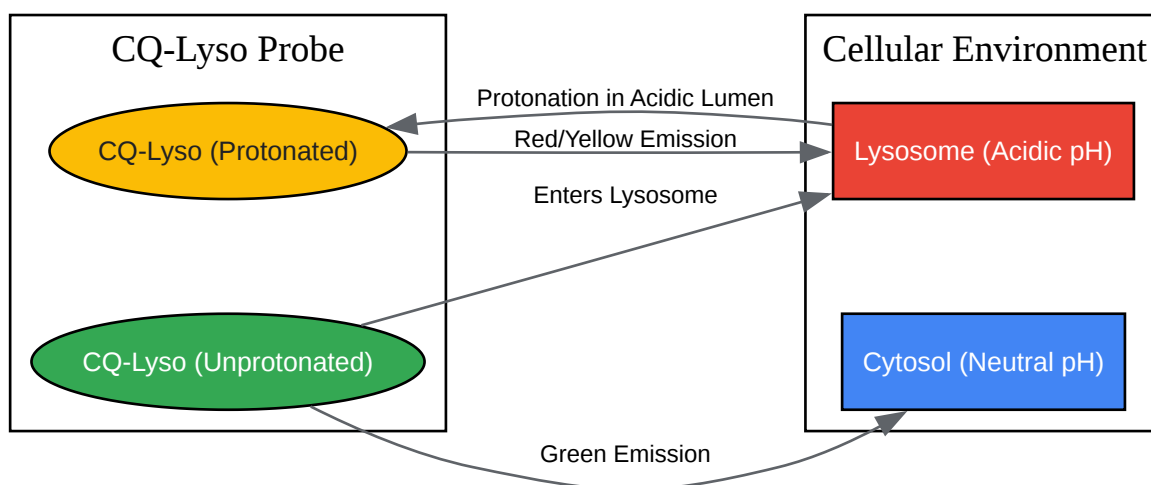 CQ-Lyso Probe
Cellular Environment
Protonation in Acidic Lumen
CQ-Lyso (Protonated)
Red/Yellow Emission
Lysosome (Acidic pH)
Enters Lysosome
CQ-Lyso (Unprotonated)
Cytosol (Neutral pH)
Green Emission